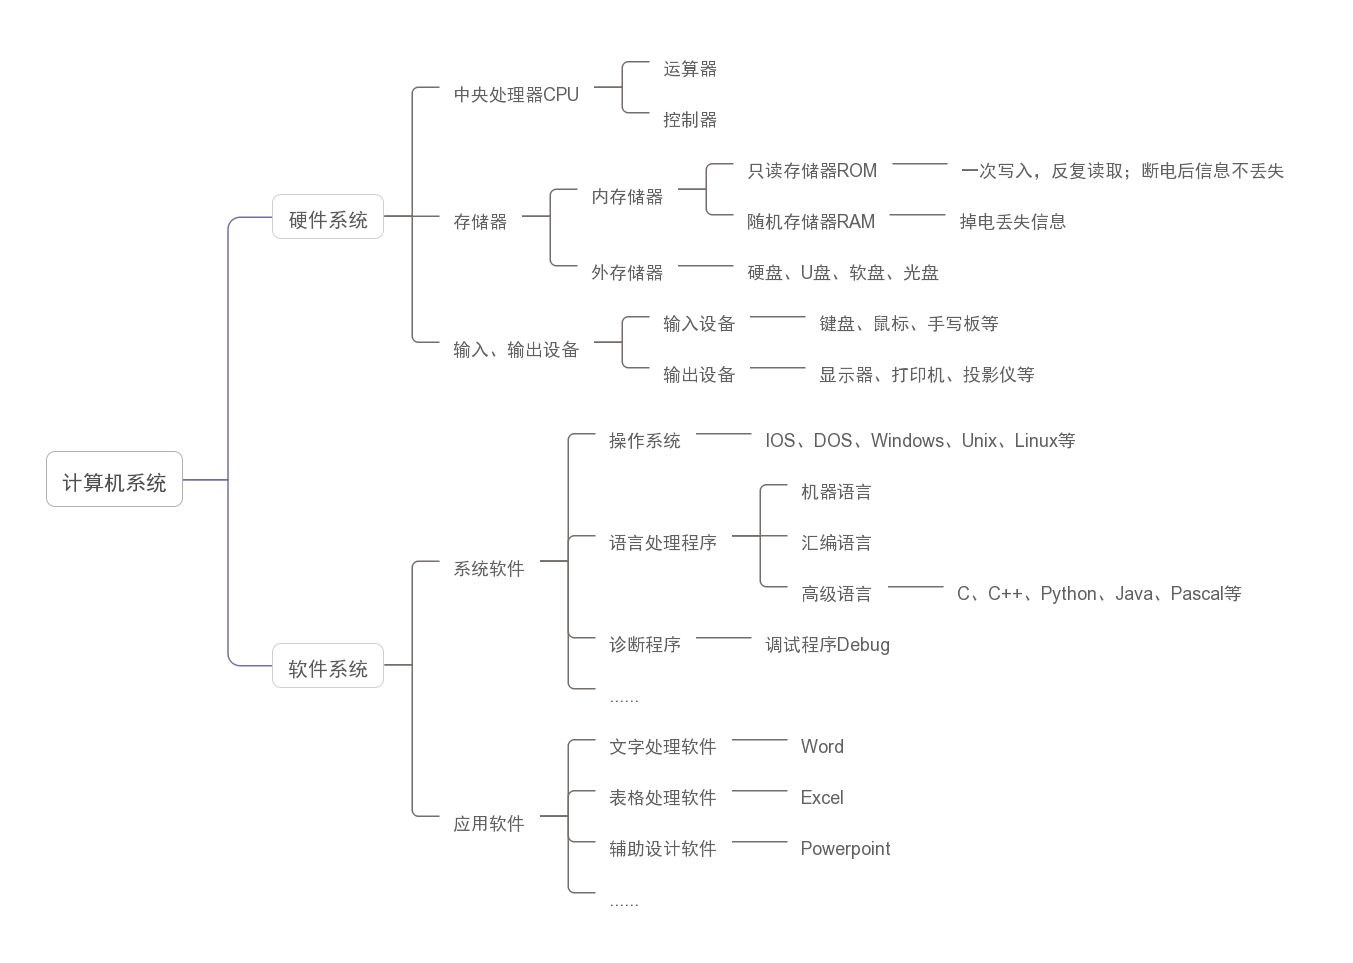 计算机系统
硬件系统
中央处理器CPU
运算器
控制器
存储器
内存储器
只读存储器ROM
一次写入，反复读取；断电后信息不丢失
随机存储器RAM
掉电丢失信息
外存储器
硬盘、U盘、软盘、光盘
输入、输出设备
输入设备
键盘、鼠标、手写板等
输出设备
显示器、打印机、投影仪等
软件系统
系统软件
操作系统
IOS、DOS、Windows、Unix、Linux等
语言处理程序
机器语言
汇编语言
高级语言
C、C++、Python、Java、Pascal等
诊断程序
调试程序Debug
......
应用软件
文字处理软件
Word
表格处理软件
Excel
辅助设计软件
Powerpoint
......